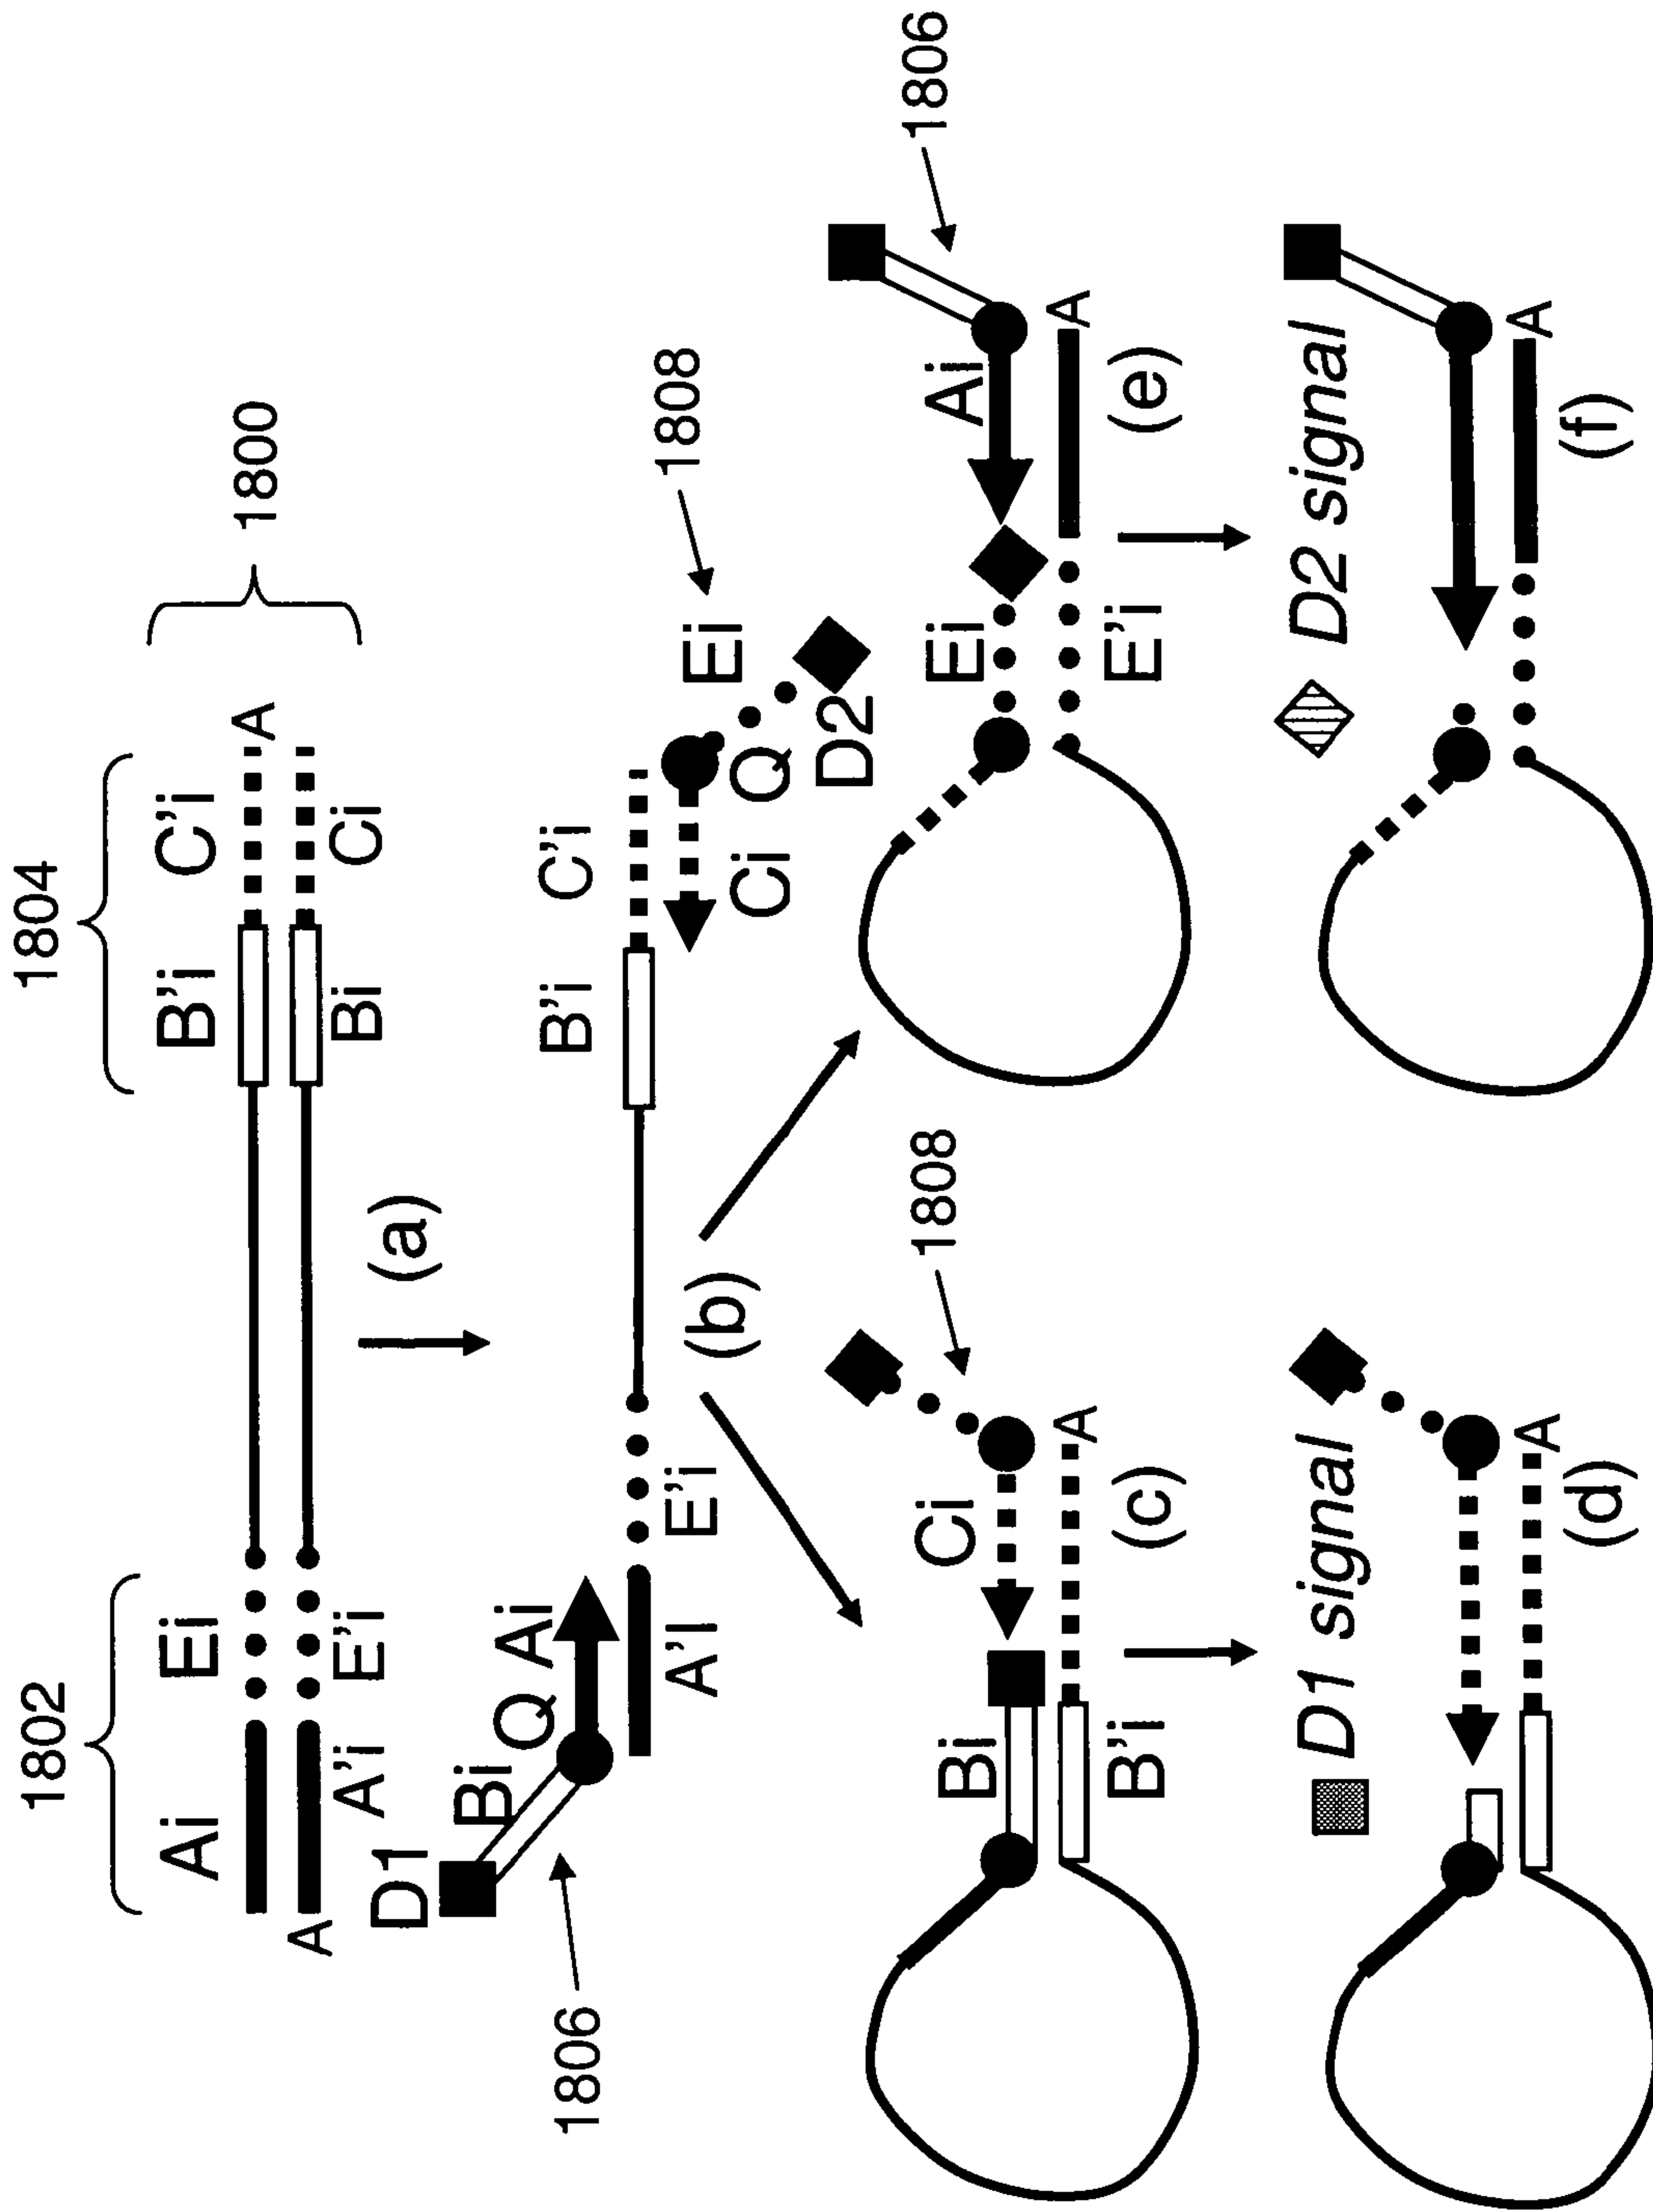 1804
1802
1800
Ai Ei B'i C'i A
A A'i E'i Bi Ci
(a)
D1 Bi Q Ai B'i C'i Ei 1808
1806 A'I E'i Ci Q D2
(b)
1808 1806
Bi Ci Ei Ai
B'i A E'i A
(c) (e)
D1 signal D2 signal
A A
(d) (f)